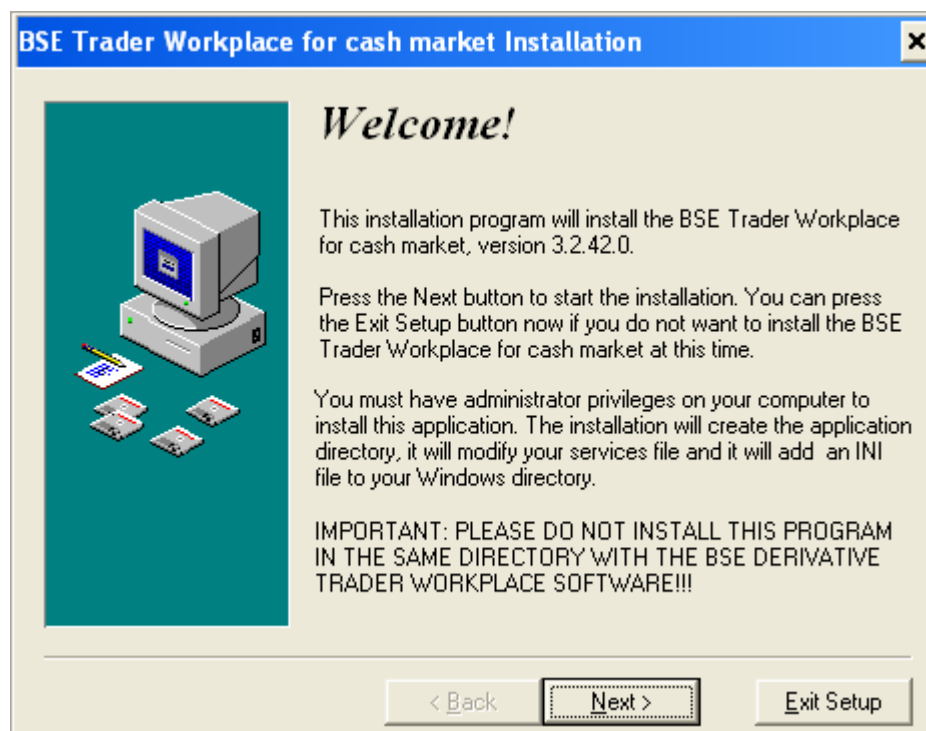 BSE Trader Workplace for cash market Installation
Welcome!
This installation program will install the BSE Trader Workplace
for cash market, version 3.2.42.0.
Press the Next button to start the installation. You can press
the Exit Setup button now if you do not want to install the BSE
Trader Workplace for cash market at this time.
You must have administrator privileges on your computer to
install this application. The installation will create the application
directory, it will modify your services file and it will add  an INI
file to your Windows directory.
IMPORTANT: PLEASE DO NOT INSTALL THIS PROGRAM
IN THE SAME DIRECTORY WITH THE BSE DERIVATIVE
TRADER WORKPLACE SOFTWARE!!!
< Back Next > Exit Setup